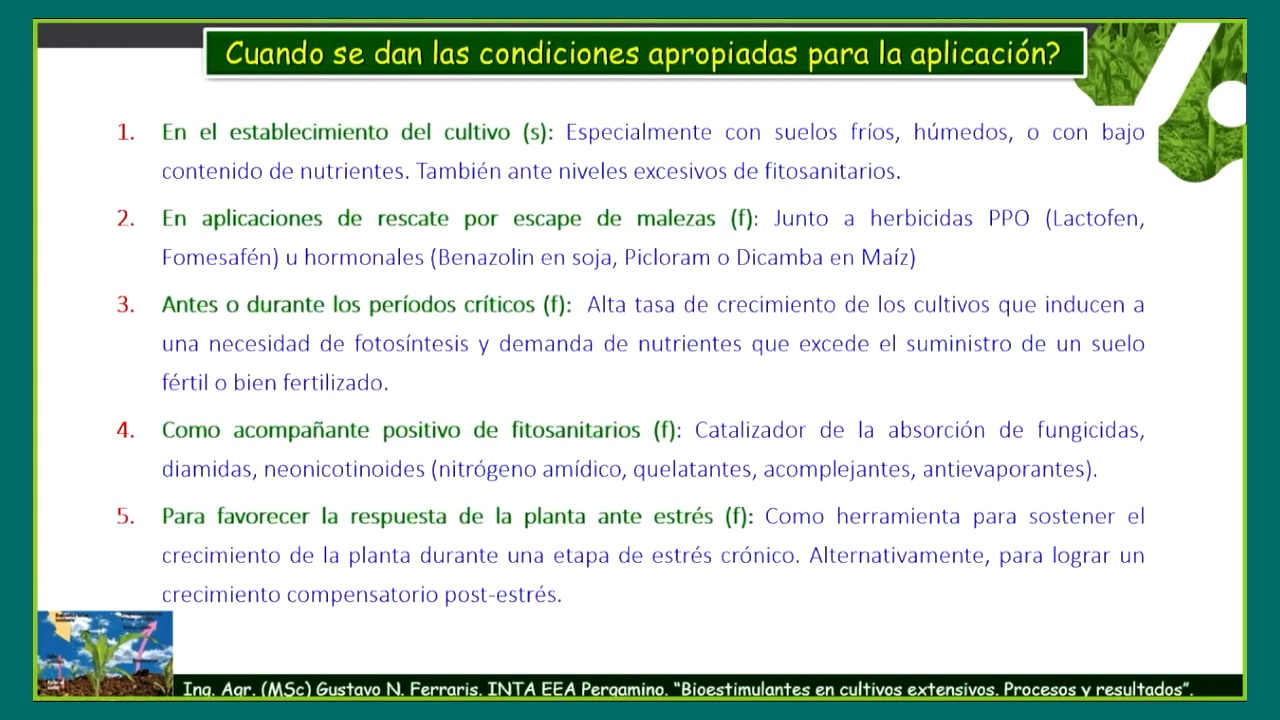 Cuando se dan las condiciones apropiadas para la aplicación?
1. En el establecimiento del cultivo (s): Especialmente con suelos fríos, húmedos, o con bajo
contenido de nutrientes. También ante niveles excesivos de fitosanitarios.
2. En aplicaciones de rescate por escape de malezas (f): Junto a herbicidas PPO (Lactofen,
Fomesafén) u hormonales (Benazolin en soja, Picloram o Dicamba en Maíz)
3. Antes o durante los períodos críticos (f): Alta tasa de crecimiento de los cultivos que inducen a
una necesidad de fotosíntesis y demanda de nutrientes que excede el suministro de un suelo
fértil o bien fertilizado.
4. Como acompañante positivo de fitosanitarios (f): Catalizador de la absorción de fungicidas,
diamidas, neonicotinoides (nitrógeno amídico, quelatantes, acomplejantes, antievaporantes).
5. Para favorecer la respuesta de la planta ante estrés (f): Como herramienta para sostener el
crecimiento de la planta durante una etapa de estrés crónico. Alternativamente, para lograr un
crecimiento compensatorio post-estrés.
Ing. Agr. (MSc) Gustavo N. Ferraris. INTA EEA Pergamino. “Bioestimulantes en cultivos extensivos. Procesos y resultados”.